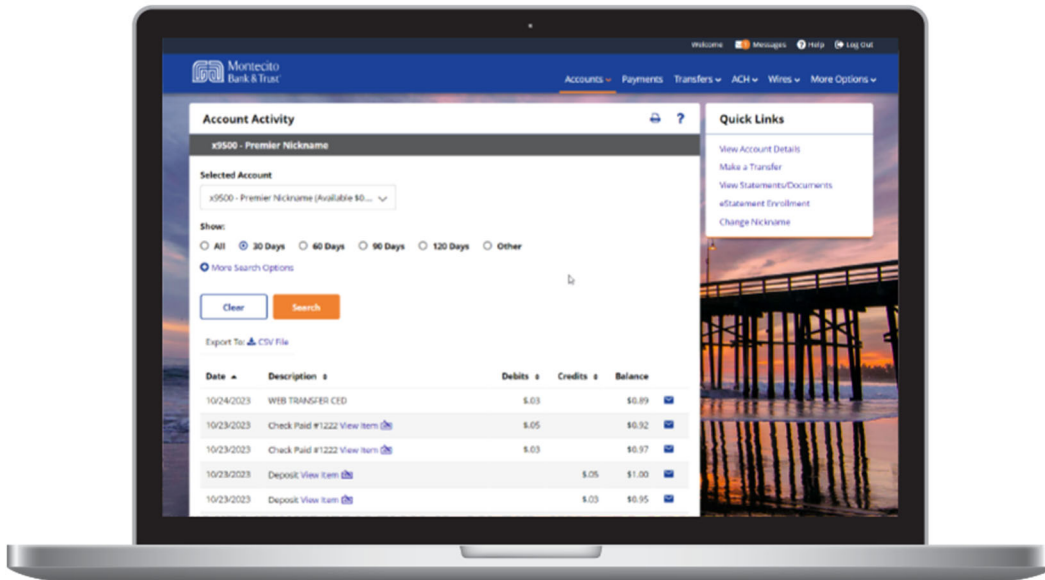 Welcome Messages Help Log Out
Montecito
Bank & Trust
Accounts Payments Transfers ACH Wires More Options
Account Activity ?
x9500 - Premier Nickname
Selected Account
x9500 - Premier Nickname (Available $0...
Show:
All 30 Days 60 Days 90 Days 120 Days Other
More Search Options
Clear Search
Export To: CSV File
Date Description Debits Credits Balance
10/24/2023 WEB TRANSFER CED $.03 $0.89
10/23/2023 Check Paid #1222 View Item $.05 $0.92
10/23/2023 Check Paid #1222 View Item $.03 $0.97
10/23/2023 Deposit View Item $.05 $1.00
10/23/2023 Deposit View Item $.03 $0.95
Quick Links
View Account Details
Make a Transfer
View Statements/Documents
eStatement Enrollment
Change Nickname